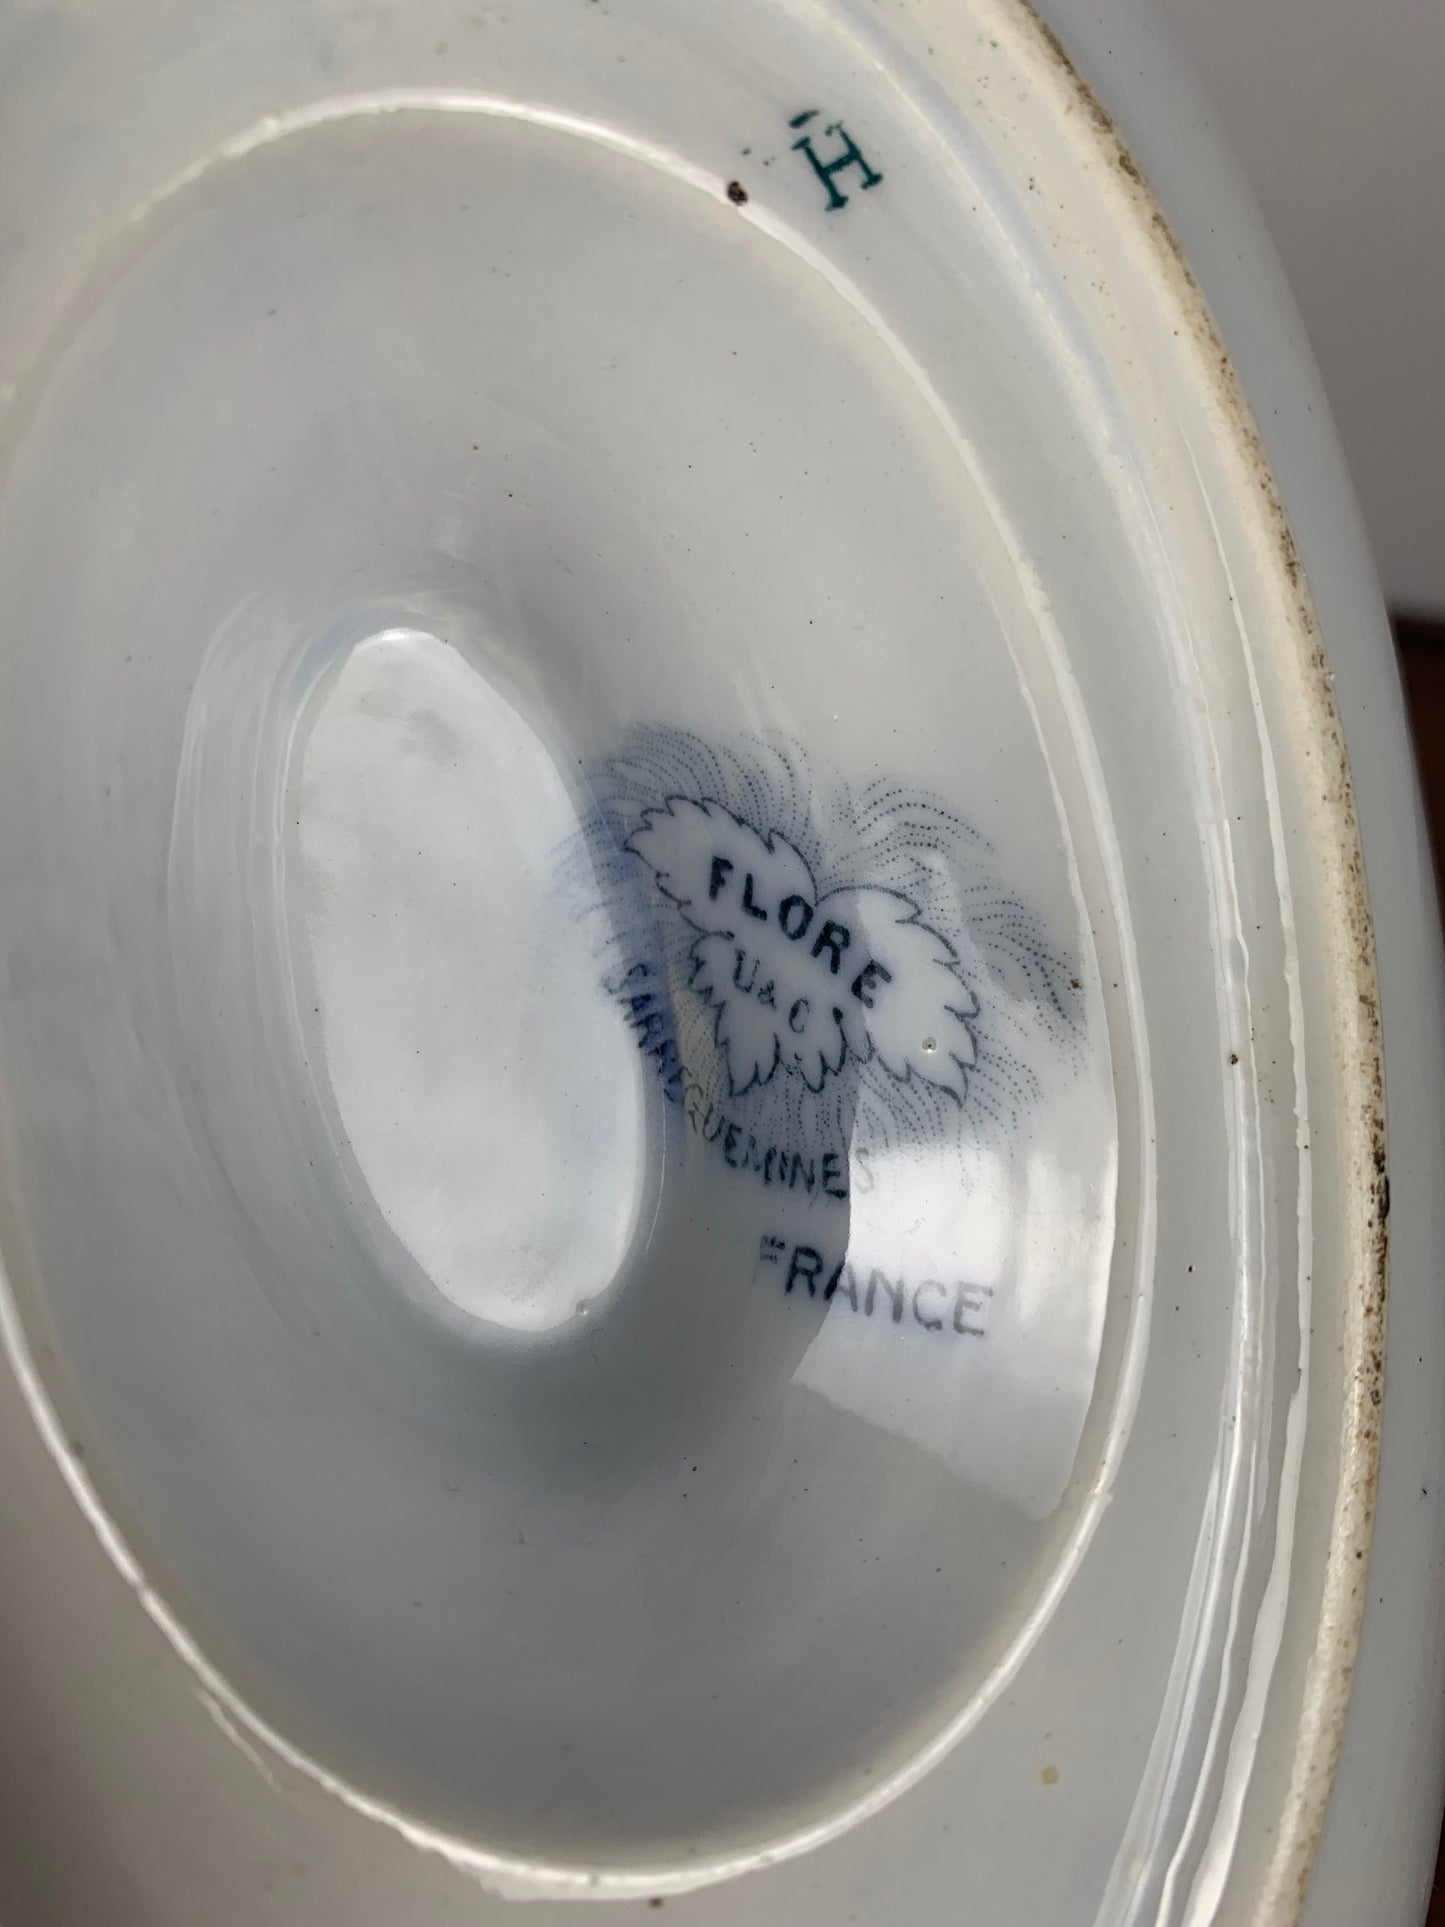 H
FLORE
U & C
SARREGUEMINES
FRANCE